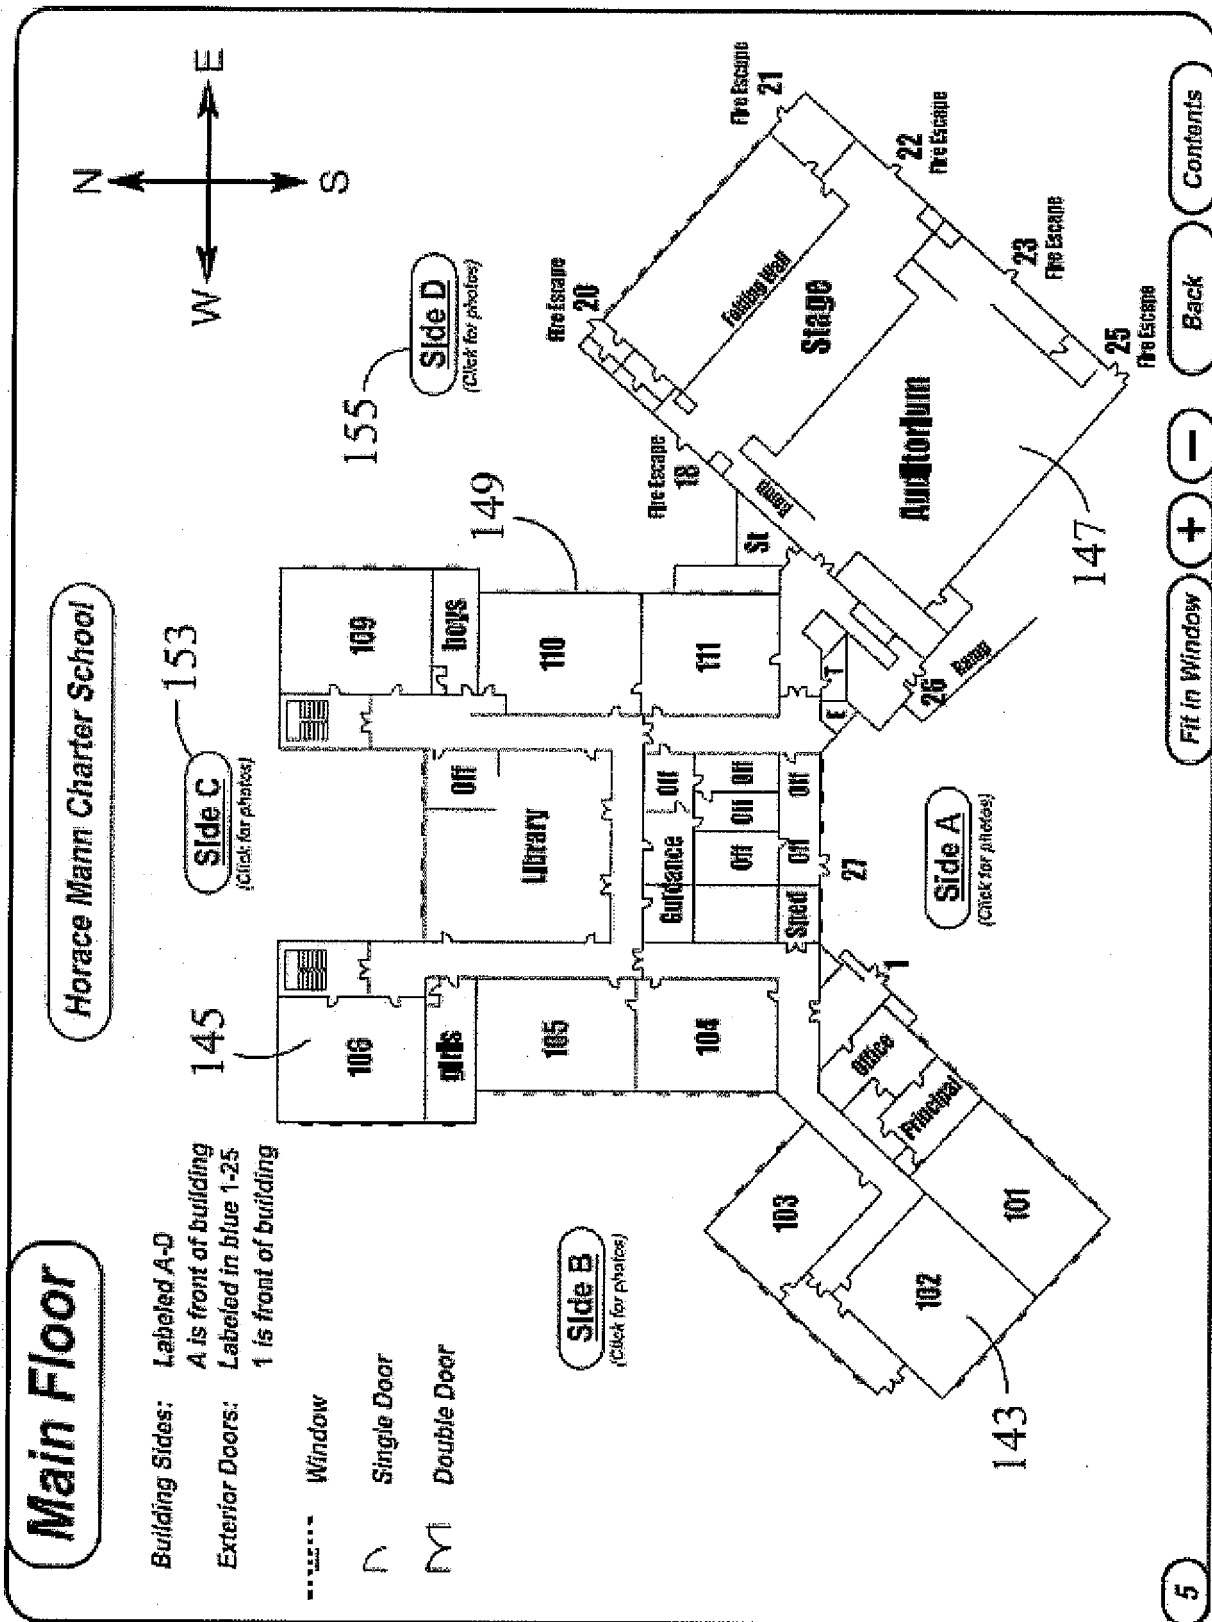 Main Floor
Horace Mann Charter School
Building Sides: Labeled A-D
A is front of building
Exterior Doors: Labeled in blue 1-25
1 is front of building
Window
Single Door
Double Door
N
W
E
S
145
153
Side C
(Click for photos)
155
Side D
(Click for photos)
149
106
girls
105
104
Library
Off
109
boys
110
111
Guidance
Off
Off
Off
Off
Sped
Off
Off
27
E
T
St
Fire Escape
18
Fire Escape
20
Fire Escape
21
22
Fire Escape
23
Fire Escape
25
Fire Escape
Folding Wall
Stage
Ramp
Auditorium
147
26
Ramp
Side B
(Click for photos)
103
102
101
143
Office
Principal
1
Side A
(Click for photos)
5
Fit in Window
+
−
Back
Contents